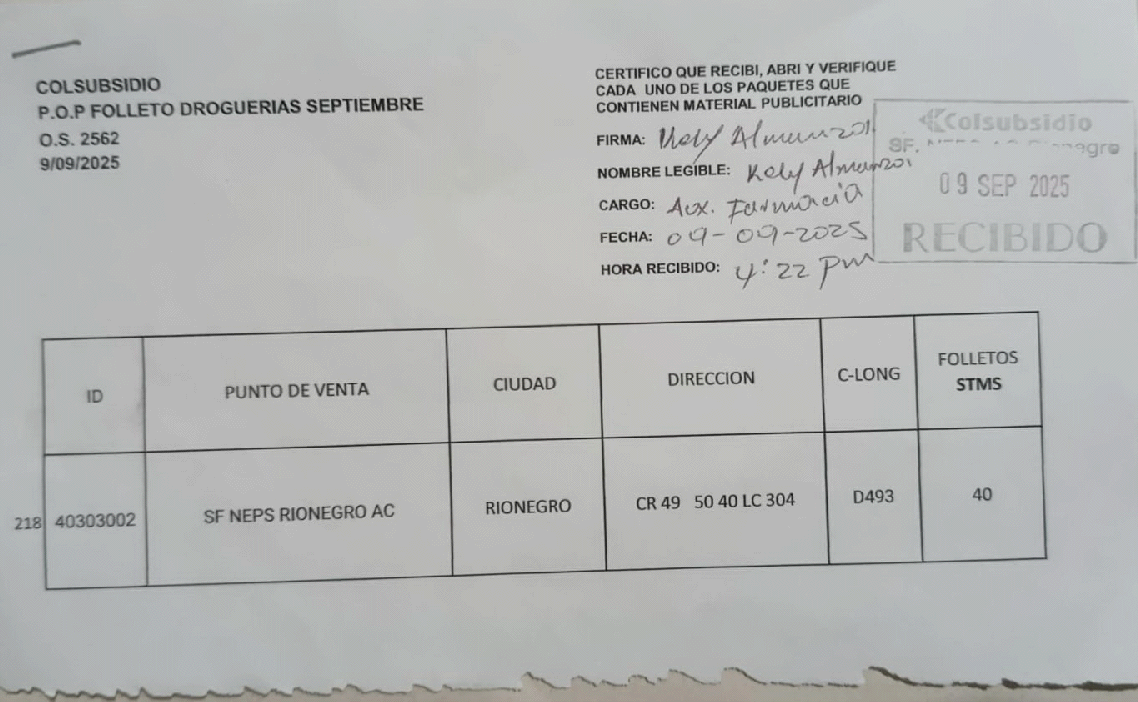 COLSUBSIDIO
P.O.P FOLLETO DROGUERIAS SEPTIEMBRE
O.S. 2562
9/09/2025
CERTIFICO QUE RECIBI, ABRI Y VERIFIQUE
CADA UNO DE LOS PAQUETES QUE
CONTIENEN MATERIAL PUBLICITARIO
FIRMA: Kely Almanzar
NOMBRE LEGIBLE: Kely Almanzar
CARGO: Aux. Farmacia
FECHA: 09-09-2025
HORA RECIBIDO: 4:22 pm
Colsubsidio
SF.
09 SEP 2025
RECIBIDO
ID PUNTO DE VENTA CIUDAD DIRECCION C-LONG FOLLETOS STMS
218 40303002 SF NEPS RIONEGRO AC RIONEGRO CR 49 50 40 LC 304 D493 40